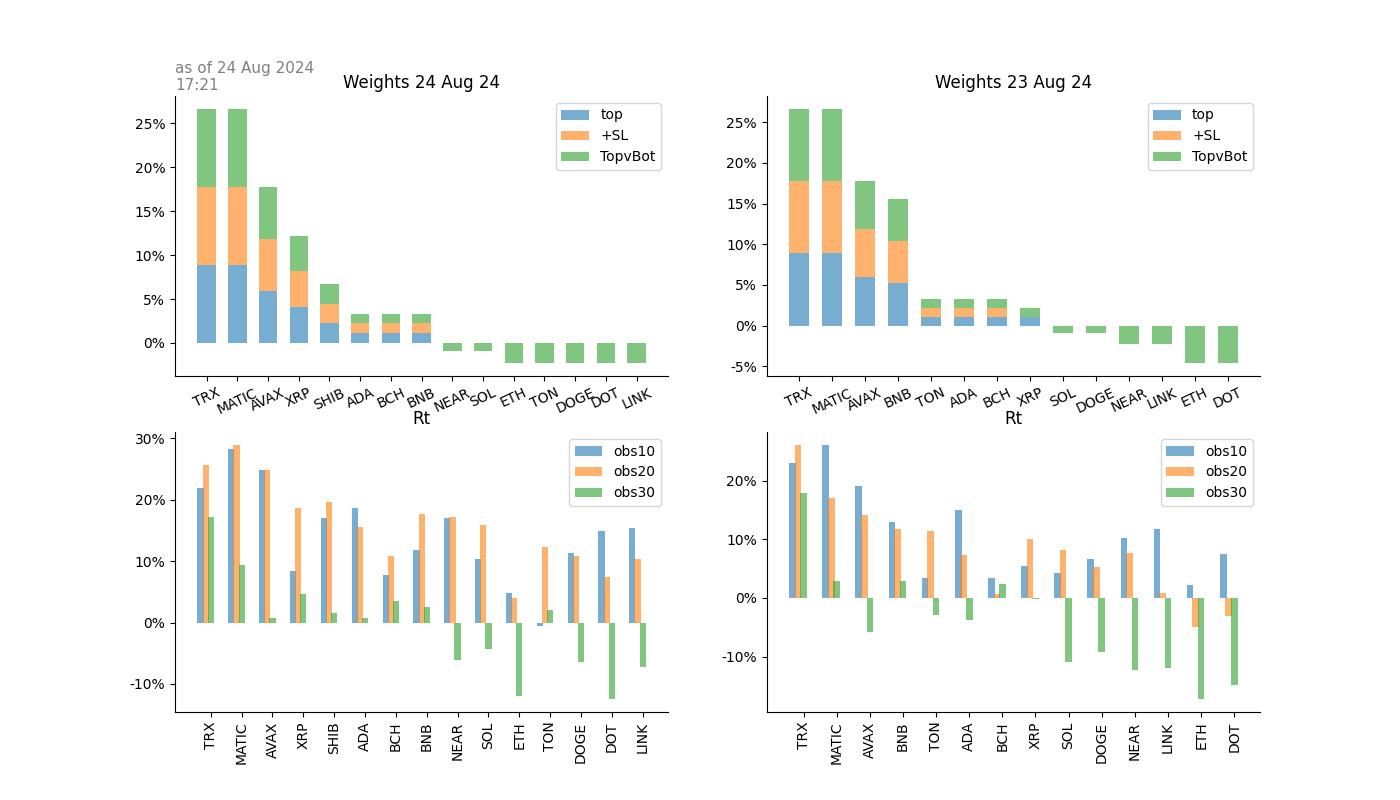 as of 24 Aug 2024
17:21
Weights 24 Aug 24
25%
20%
15%
10%
5%
0%
top
+SL
TopvBot
TRX MATIC AVAX XRP SHIB ADA BCH BNB NEAR SOL ETH TON DOGE DOT LINK
Weights 23 Aug 24
25%
20%
15%
10%
5%
0%
-5%
top
+SL
TopvBot
TRX MATIC AVAX BNB TON ADA BCH XRP SOL DOGE NEAR LINK ETH DOT
Rt
30%
20%
10%
0%
-10%
obs10
obs20
obs30
TRX MATIC AVAX XRP SHIB ADA BCH BNB NEAR SOL ETH TON DOGE DOT LINK
Rt
20%
10%
0%
-10%
obs10
obs20
obs30
TRX MATIC AVAX BNB TON ADA BCH XRP SOL DOGE NEAR LINK ETH DOT